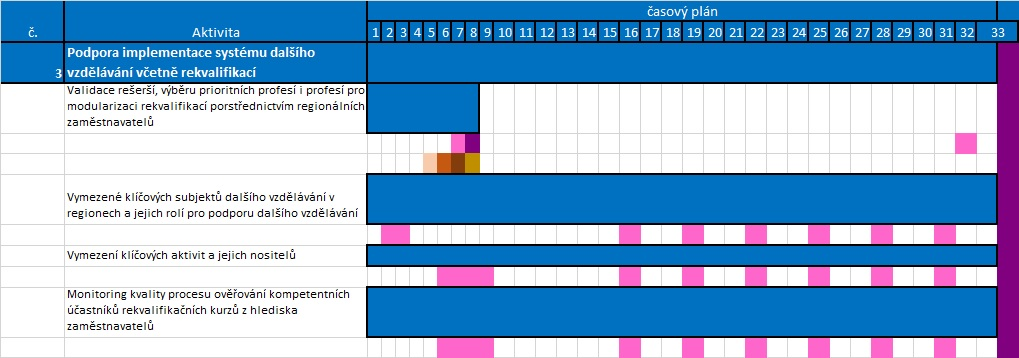 časový plán
č. Aktivita 1 2 3 4 5 6 7 8 9 10 11 12 13 14 15 16 17 18 19 20 21 22 23 24 25 26 27 28 29 30 31 32 33
Podpora implementace systému dalšího
3 vzdělávání včetně rekvalifikací
Validace rešerší, výběru prioritních profesí i profesí pro
modularizaci rekvalifikací porstřednictvím regionálních
zaměstnavatelů
Vymezené klíčových subjektů dalšího vzdělávání v
regionech a jejich rolí pro podporu dalšího vzdělávání
Vymezení klíčových aktivit a jejich nositelů
Monitoring kvality procesu ověřování kompetentních
účastníků rekvalifikačních kurzů z hlediska
zaměstnavatelů